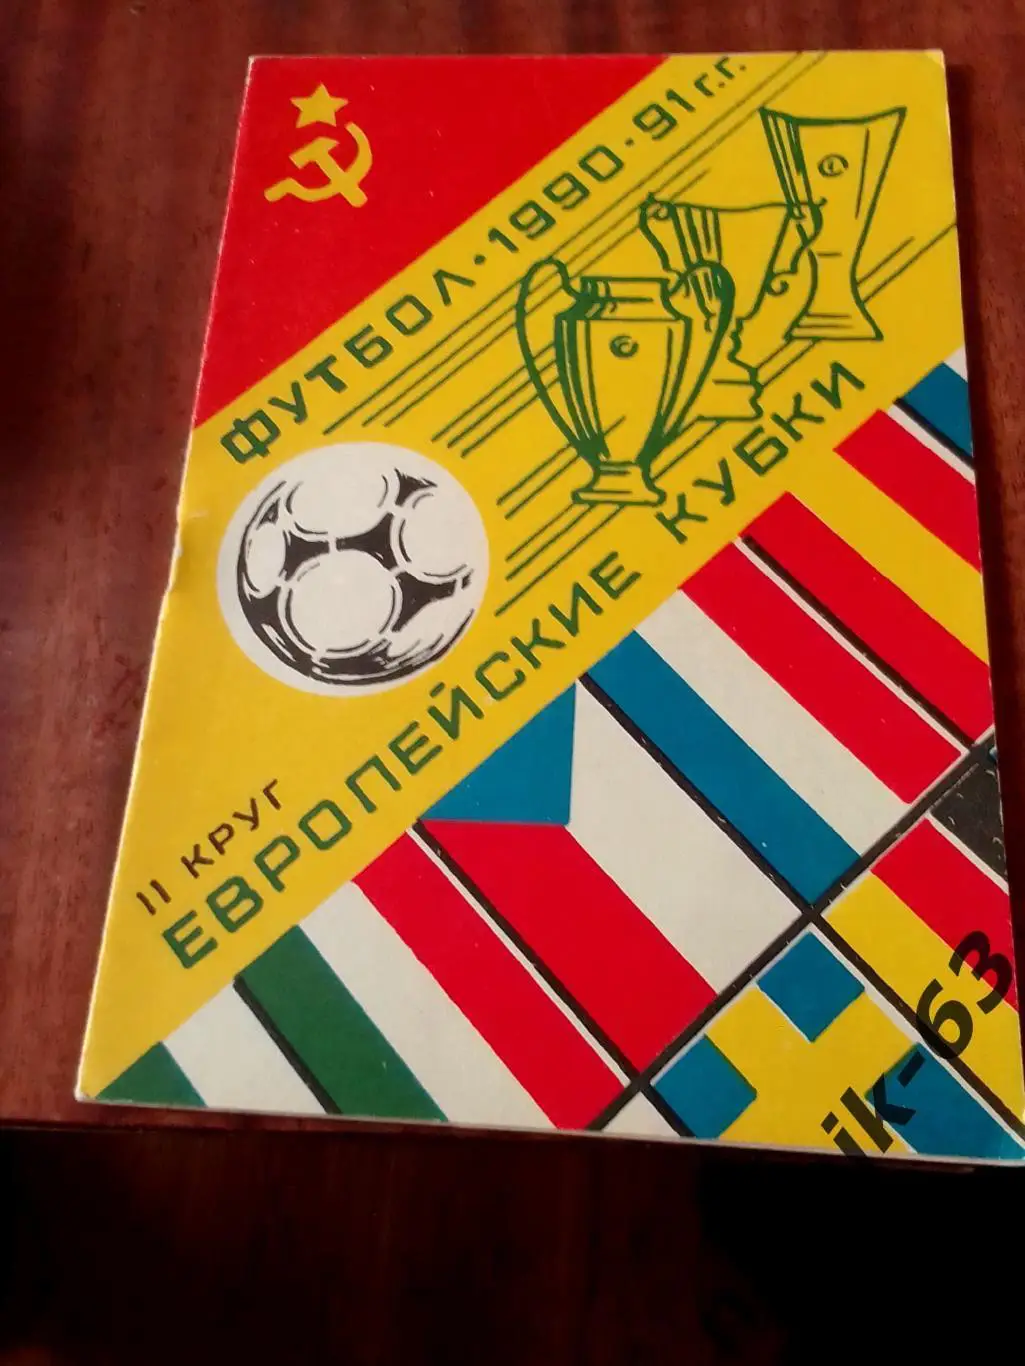 ФУТБОЛ · 1990 · 91 г.г.
II КРУГ
ЕВРОПЕЙСКИЕ КУБКИ
ik-63